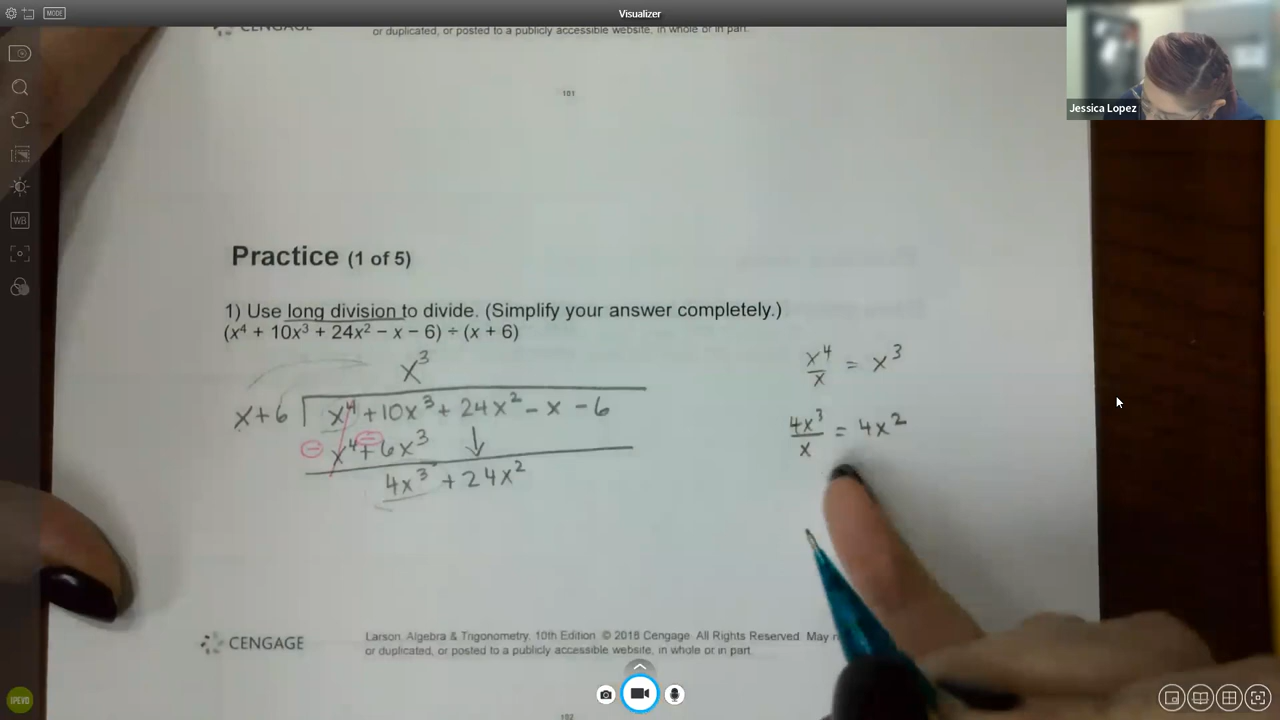 MODE
Visualizer
CENGAGE
or duplicated, or posted to a publicly accessible website, in whole or in part.
101
Jessica Lopez
WB
Practice (1 of 5)
1) Use long division to divide. (Simplify your answer completely.)
(x⁴ + 10x³ + 24x² − x − 6) ÷ (x + 6)
x³
x+6 x⁴ + 10x³ + 24x² − x − 6
⊖ x⁴ ⊖ + 6x³ ↓
4x³ + 24x²
x⁴/x = x³
4x³/x = 4x²
CENGAGE
Larson. Algebra & Trigonometry. 10th Edition. © 2018 Cengage. All Rights Reserved. May
or duplicated, or posted to a publicly accessible website, in whole or in part.
102
IPEVO